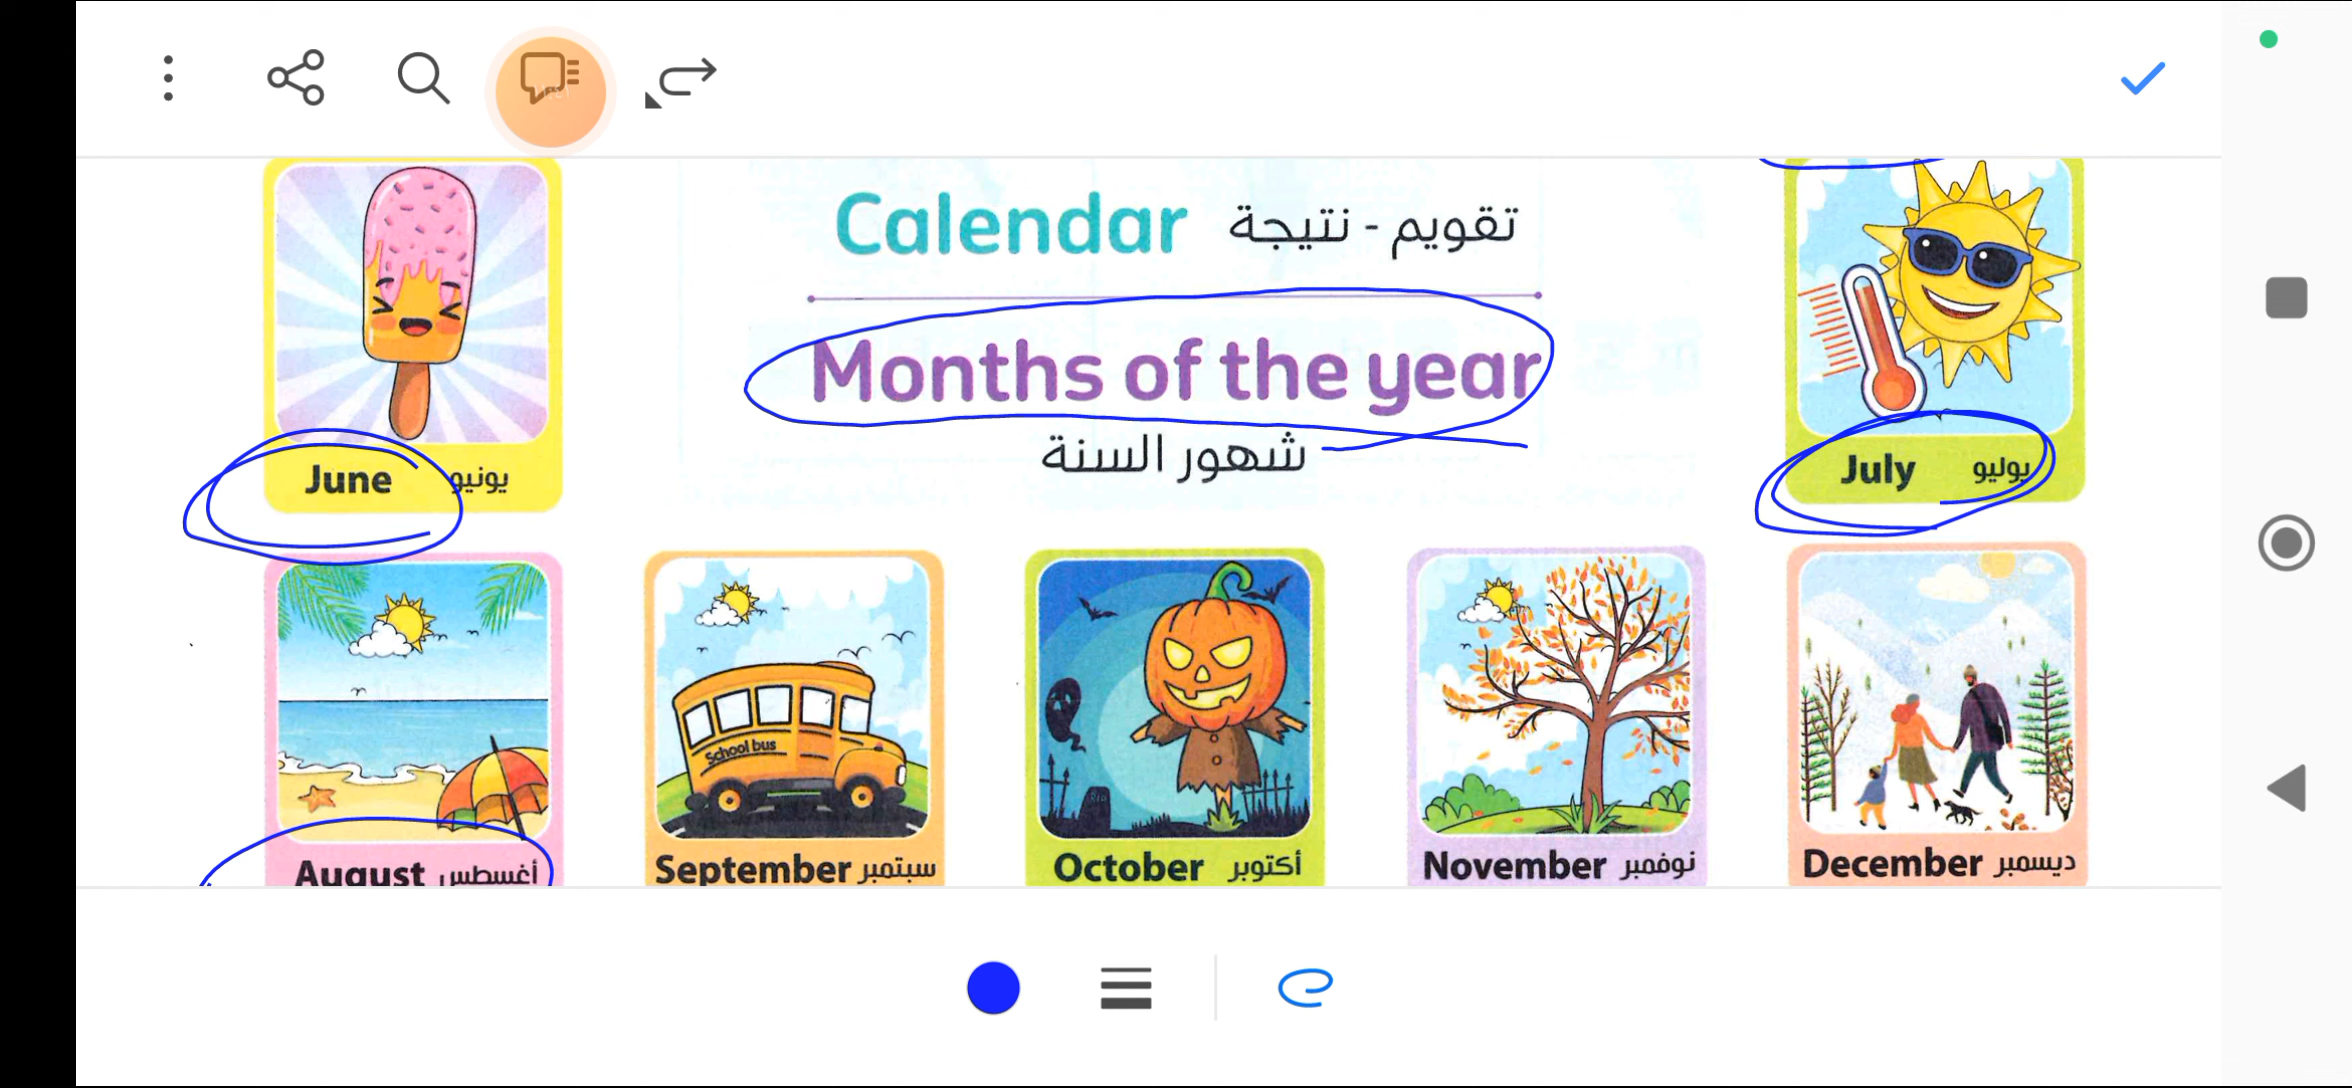 Calendar تقويم - نتيجة
Months of the year
شهور السنة
June يونيو
July يوليو
School bus
Rip
August أغسطس
September سبتمبر
October أكتوبر
November نوفمبر
December ديسمبر